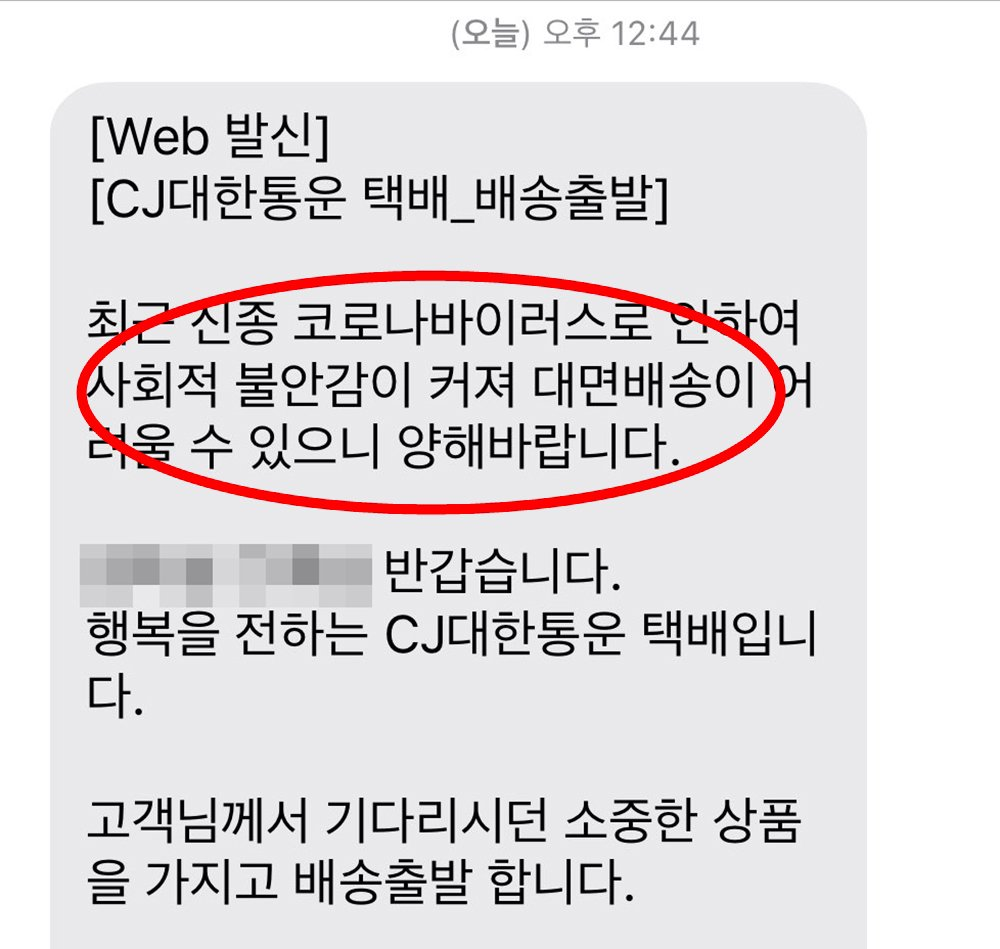 (오늘) 오후 12:44
[Web 발신]
[CJ대한통운 택배_배송출발]
최근 신종 코로나바이러스로 인하여
사회적 불안감이 커져 대면배송이 어
려울 수 있으니 양해바랍니다.
반갑습니다.
행복을 전하는 CJ대한통운 택배입니
다.
고객님께서 기다리시던 소중한 상품
을 가지고 배송출발 합니다.